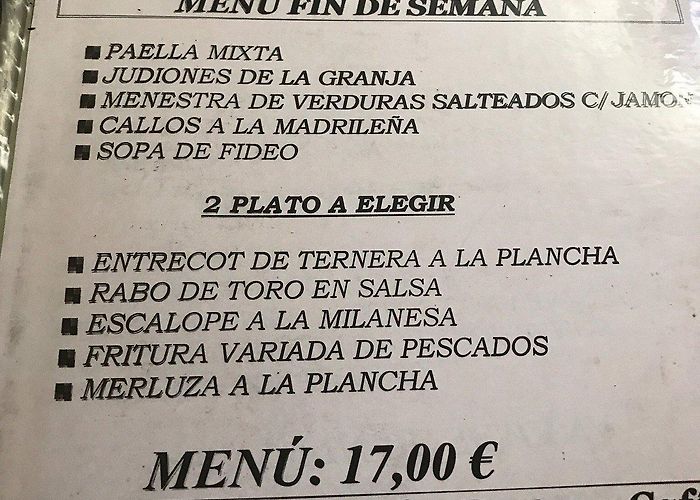 MENÚ FIN DE SEMANA
PAELLA MIXTA
JUDIONES DE LA GRANJA
MENESTRA DE VERDURAS SALTEADOS C/JAMON
CALLOS A LA MADRILEÑA
SOPA DE FIDEO
2 PLATO A ELEGIR
ENTRECOT DE TERNERA A LA PLANCHA
RABO DE TORO EN SALSA
ESCALOPE A LA MILANESA
FRITURA VARIADA DE PESCADOS
MERLUZA A LA PLANCHA
MENÚ: 17,00 €